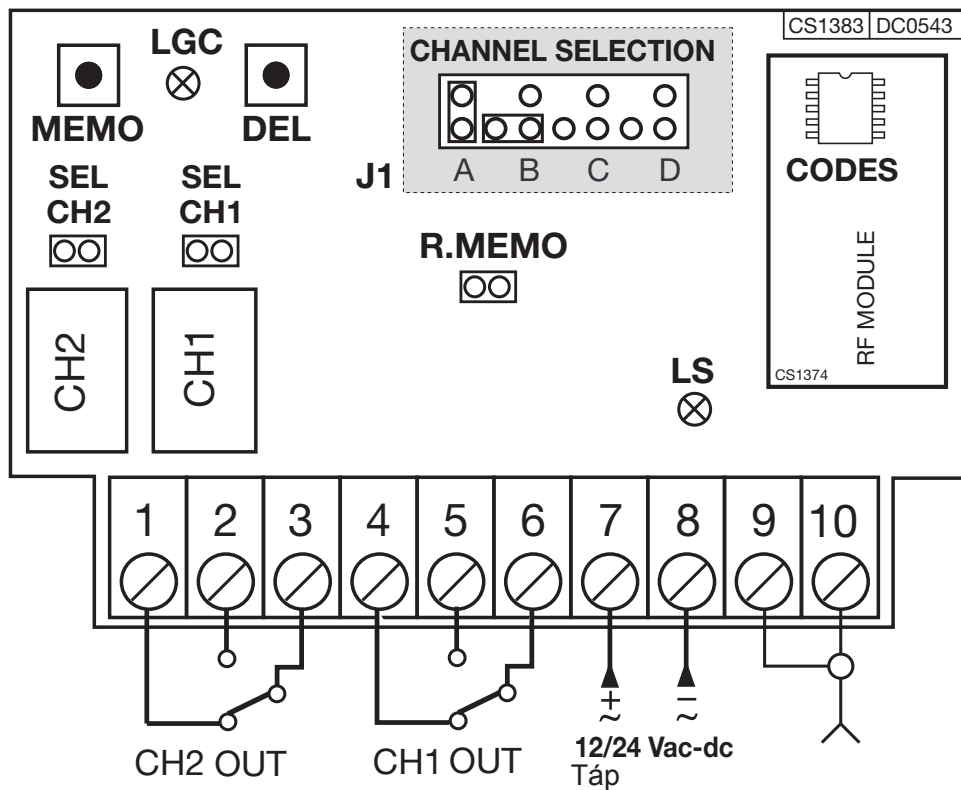 CS1383 DC0543
LGC
CHANNEL SELECTION
MEMO DEL
CODES
J1 A B C D
SEL CH2
SEL CH1
R.MEMO
RF MODULE
CH2
CH1
LS
CS1374
1 2 3 4 5 6 7 8 9 10
+ ~
− ~
CH2 OUT
CH1 OUT
12/24 Vac-dc
Táp